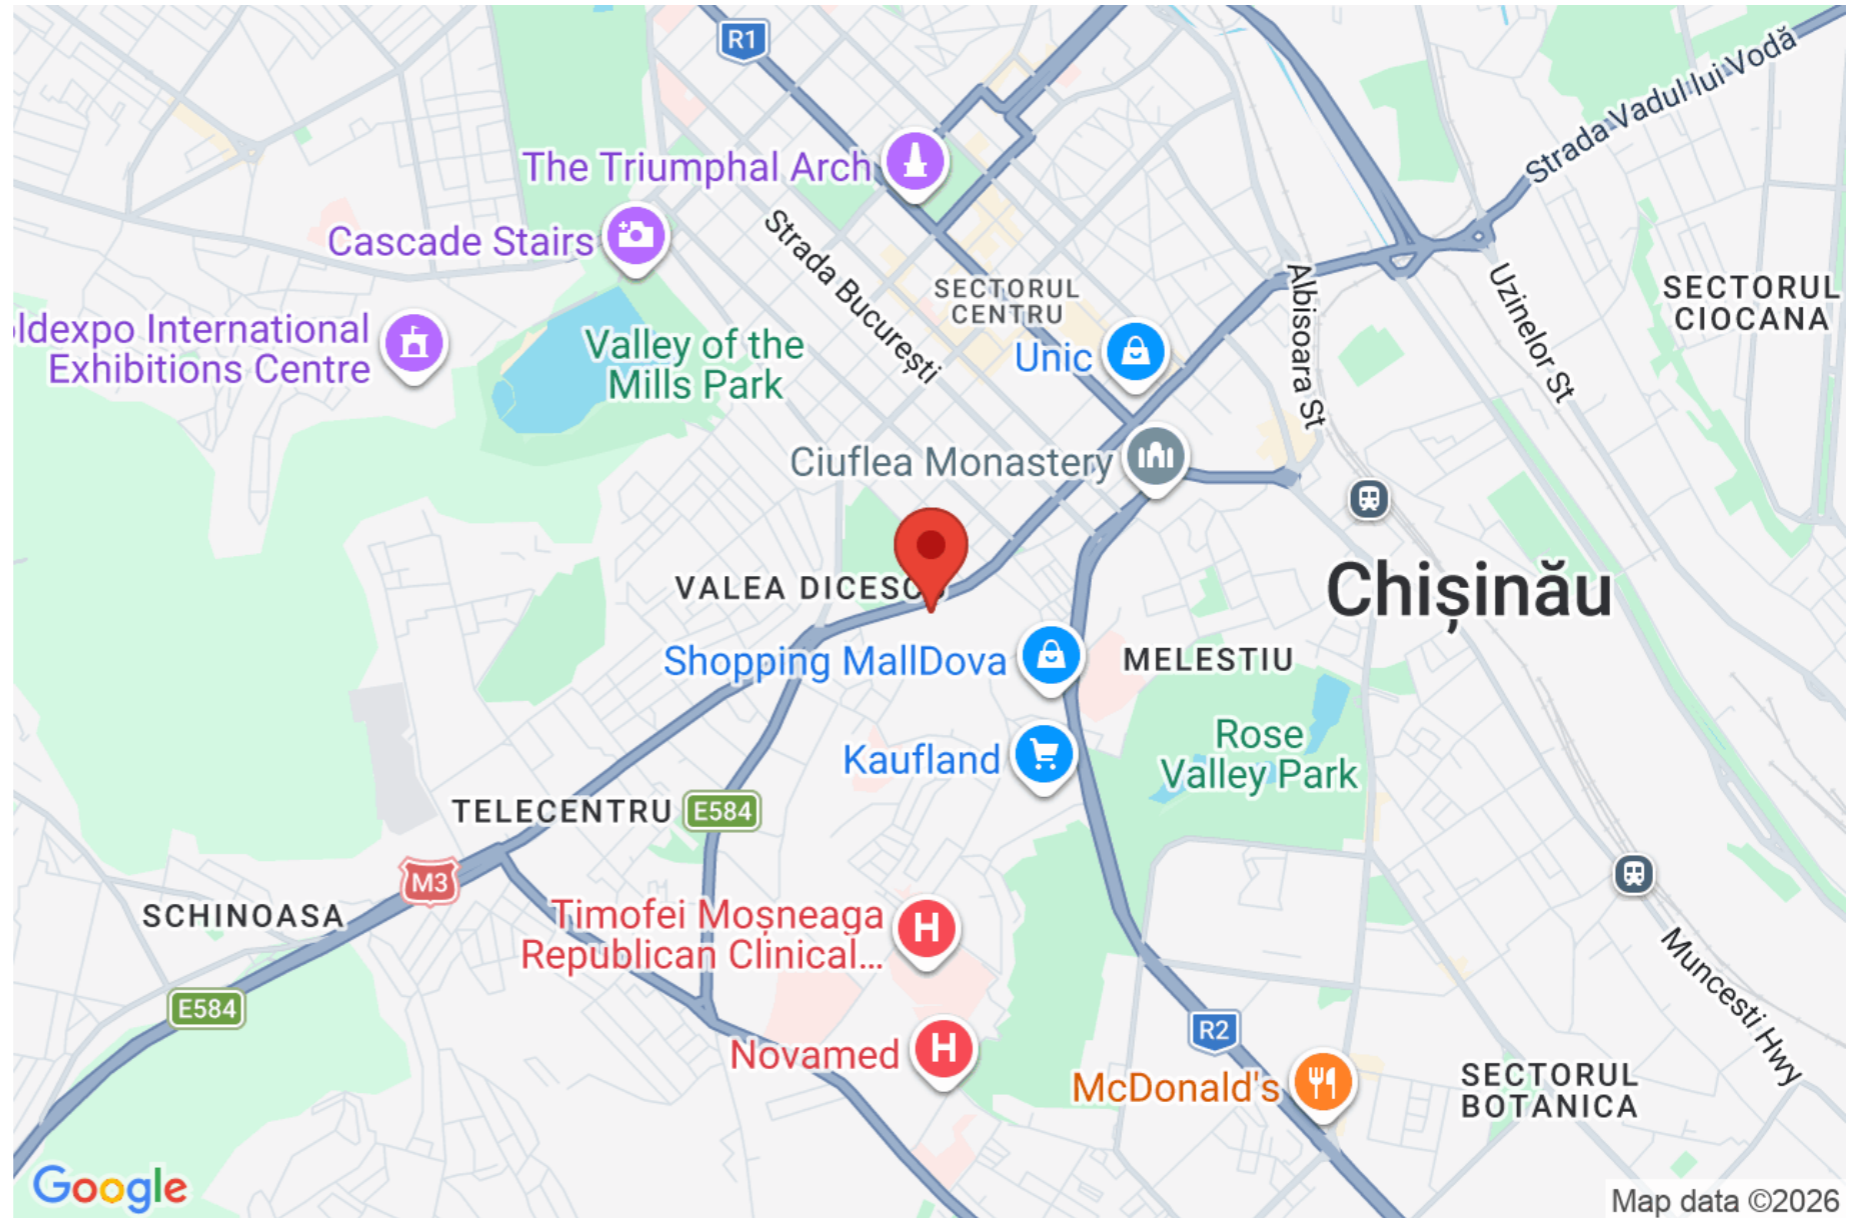 R1
Strada Vadul lui Vodă
The Triumphal Arch
Cascade Stairs
Strada București
SECTORUL
CENTRU
Albisoara St
Uzinelor St
SECTORUL
CIOCANA
oldexpo International
Exhibitions Centre
Valley of the
Mills Park
Unic
Ciuflea Monastery
VALEA DICESCU
Chișinău
Shopping MallDova
MELESTIU
Rose
Valley Park
Kaufland
TELECENTRU
E584
M3
SCHINOASA
Timofei Moșneaga
Republican Clinical...
H
E584
Muncesti Hwy
R2
Novamed
H
McDonald's
SECTORUL
BOTANICA
Google
Map data ©2026